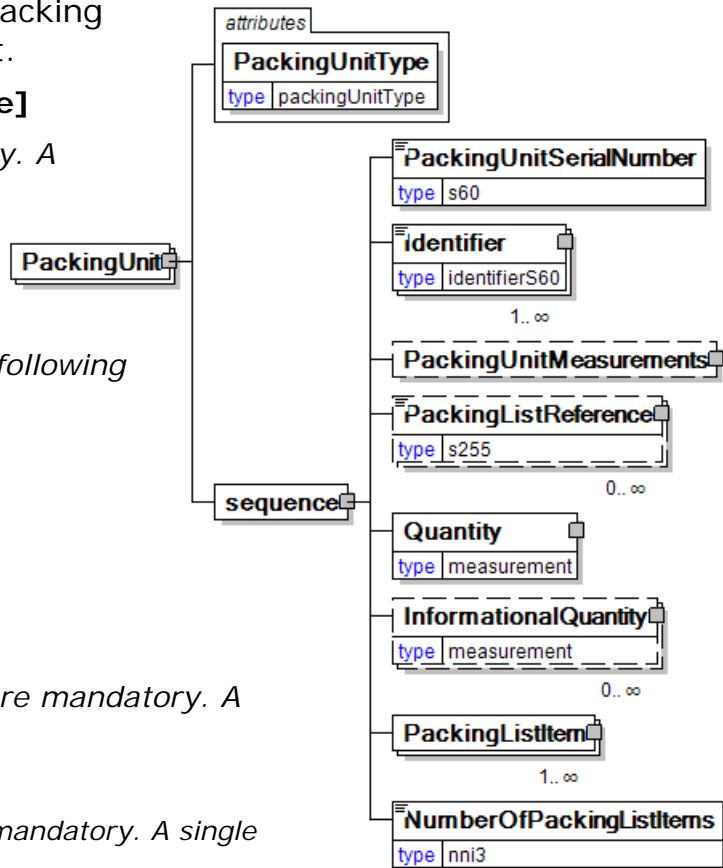 acking
t.
e]
y. A
following
re mandatory. A
mandatory. A single
PackingUnit
attributes
PackingUnitType
type packingUnitType
sequence
PackingUnitSerialNumber
type s60
Identifier
type identifierS60
1..∞
PackingUnitMeasurements
PackingListReference
type s255
0..∞
Quantity
type measurement
InformationalQuantity
type measurement
0..∞
PackingListItem
1..∞
NumberOfPackingListItems
type nni3